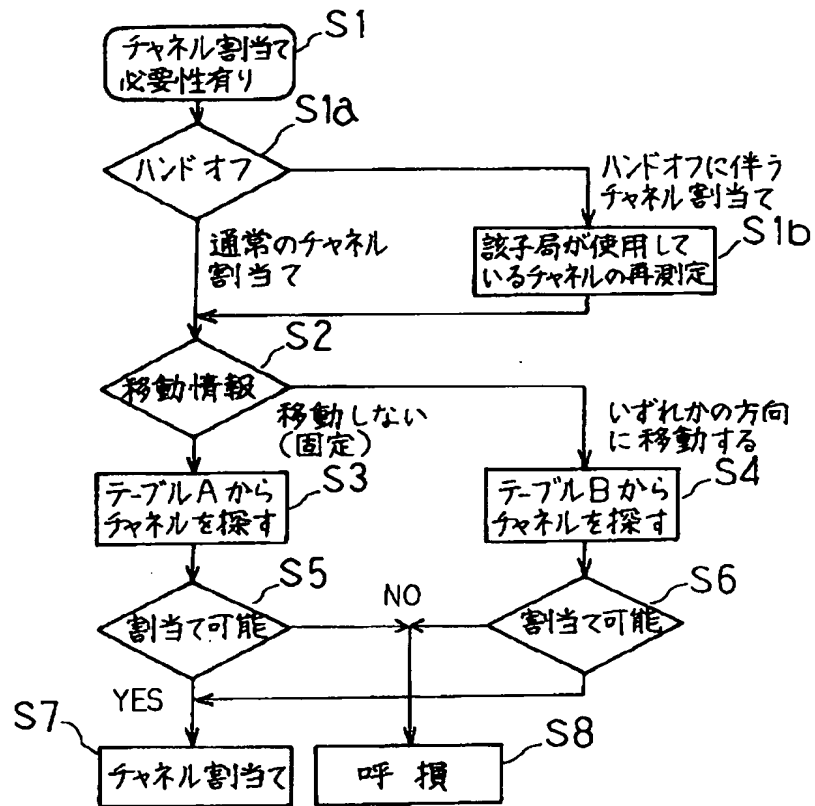 S1
チャネル割当て
必要性有り
S1a
ハンドオフ
ハンドオフに伴う
チャネル割当て
通常のチャネル
割当て
S1b
該子局が使用して
いるチャネルの再測定
S2
移動情報
移動しない
(固定)
いずれかの方向
に移動する
S3
テーブルAから
チャネルを探す
S4
テーブルBから
チャネルを探す
S5
割当て可能
NO
S6
割当て可能
YES
S7
チャネル割当て
S8
呼損